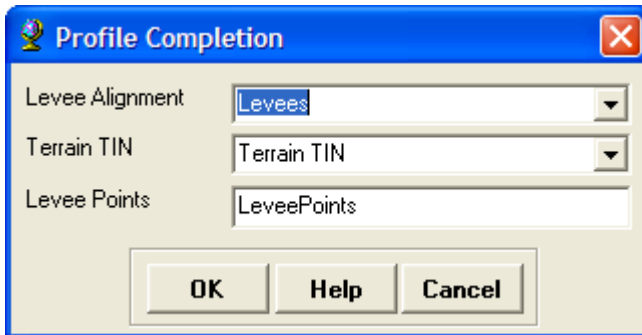 Profile Completion
Levee Alignment Levees
Terrain TIN Terrain TIN
Levee Points LeveePoints
OK Help Cancel